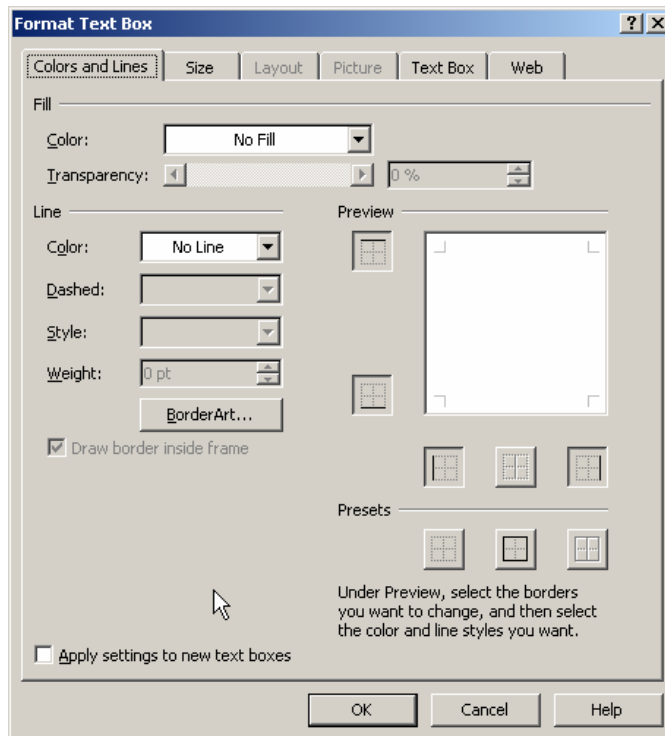 Format Text Box
Colors and Lines Size Layout Picture Text Box Web
Fill
Color: No Fill
Transparency: 0 %
Line
Color: No Line
Dashed:
Style:
Weight: 0 pt
BorderArt...
Draw border inside frame
Preview
Presets
Under Preview, select the borders
you want to change, and then select
the color and line styles you want.
Apply settings to new text boxes
OK Cancel Help